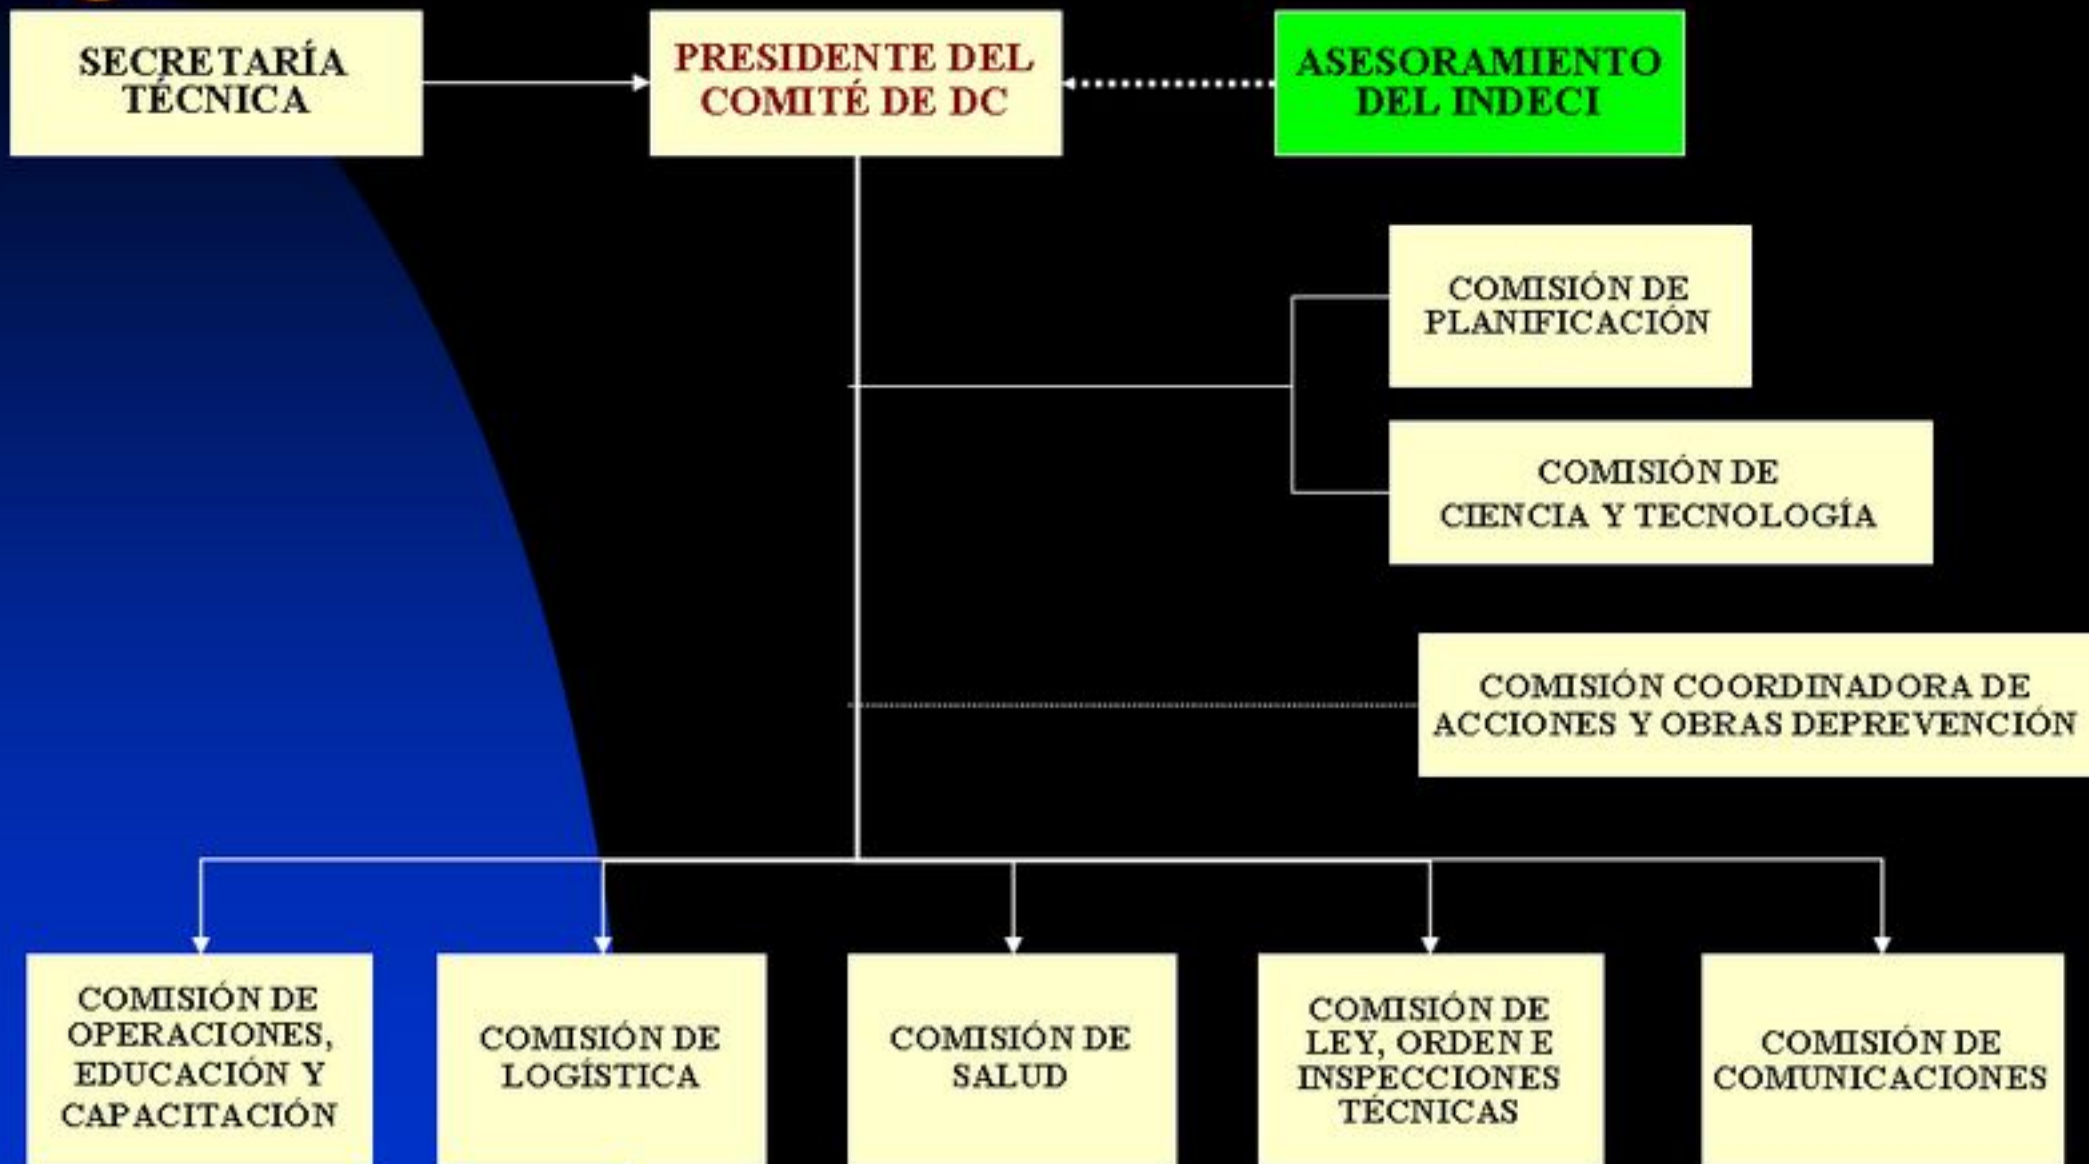 SECRETARÍA
TÉCNICA
PRESIDENTE DEL
COMITÉ DE DC
ASESORAMIENTO
DEL INDECI
COMISIÓN DE
PLANIFICACIÓN
COMISIÓN DE
CIENCIA Y TECNOLOGÍA
COMISIÓN COORDINADORA DE
ACCIONES Y OBRAS DEPREVENCIÓN
COMISIÓN DE
OPERACIONES,
EDUCACIÓN Y
CAPACITACIÓN
COMISIÓN DE
LOGÍSTICA
COMISIÓN DE
SALUD
COMISIÓN DE
LEY, ORDEN E
INSPECCIONES
TÉCNICAS
COMISIÓN DE
COMUNICACIONES